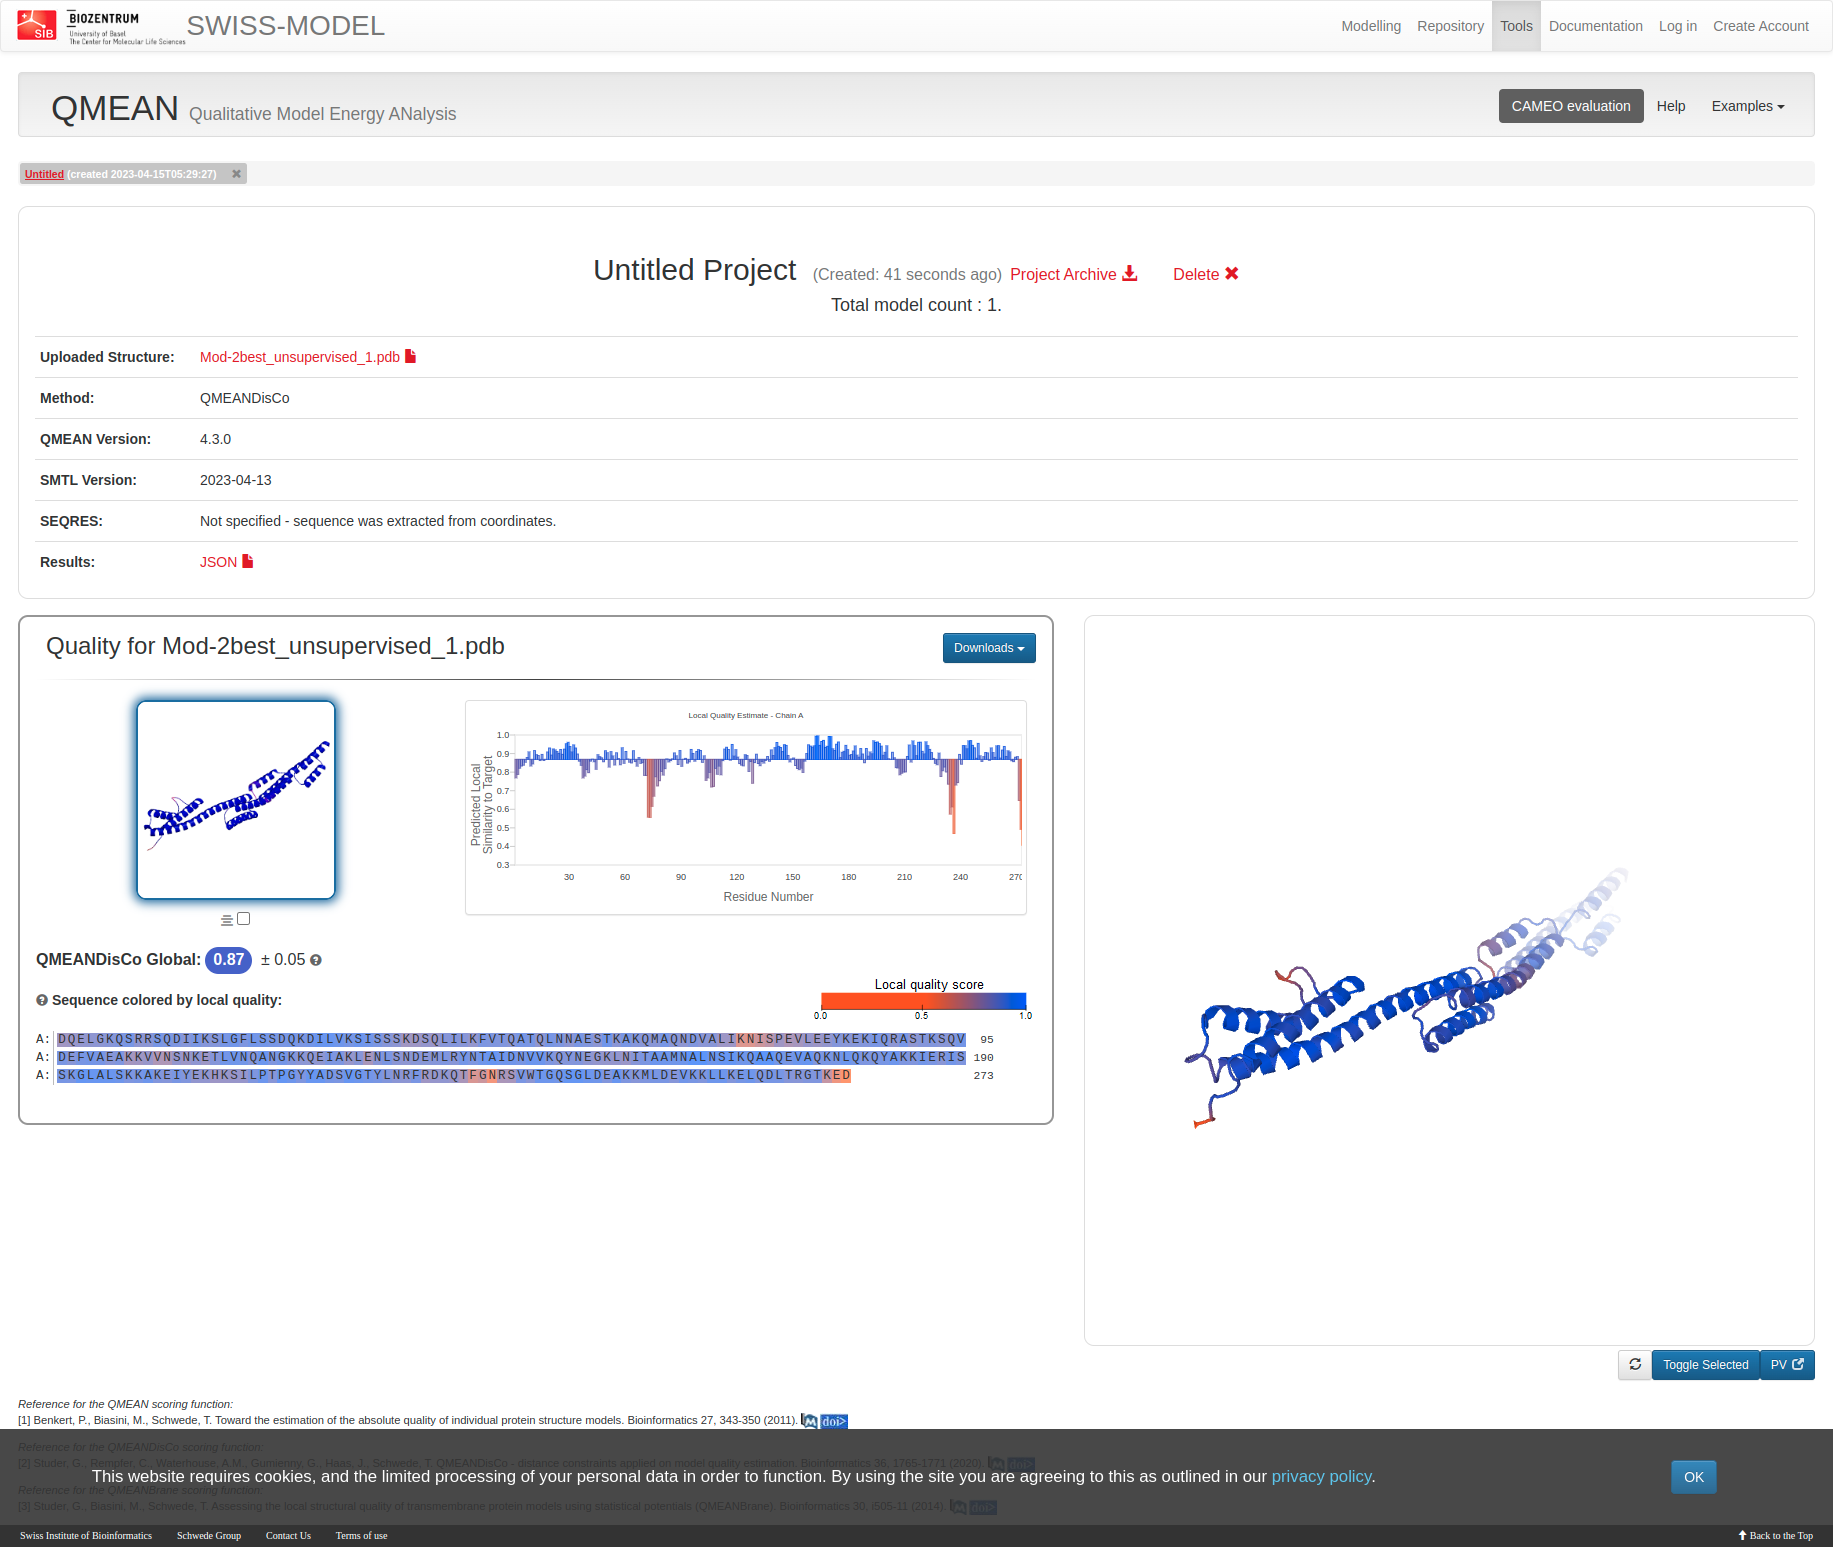 SIB
BIOZENTRUM
University of Basel
The Center for Molecular Life Sciences
SWISS-MODEL
Modelling Repository Tools Documentation Log in Create Account
QMEAN Qualitative Model Energy ANalysis
CAMEO evaluation Help Examples
Untitled (created 2023-04-15T05:29:27)
Untitled Project (Created: 41 seconds ago) Project Archive Delete
Total model count : 1.
Uploaded Structure: Mod-2best_unsupervised_1.pdb
Method: QMEANDisCo
QMEAN Version: 4.3.0
SMTL Version: 2023-04-13
SEQRES: Not specified - sequence was extracted from coordinates.
Results: JSON
Quality for Mod-2best_unsupervised_1.pdb
Downloads
Local Quality Estimate - Chain A
Predicted Local
Similarity to Target
1.0
0.9
0.8
0.7
0.6
0.5
0.4
0.3
30 60 90 120 150 180 210 240 270
Residue Number
QMEANDisCo Global: 0.87 ± 0.05
Sequence colored by local quality:
Local quality score
0.0 0.5 1.0
A: DQELGKQSRRSQDIIKSLGFLSSDQKDILVKSISSSKDSQLILKFVTQATQLNNAESTKAKQMAQNDVALIKNISPEVLEEYKEKIQRASTKSQV 95
A: DEFVAEAKKVVNSNKETLVNQANGKKQEIAKLENLSNDEMLRYNTAIDNVVKQYNEGKLNITAAMNALNSIKQAAQEVAQKNLQKQYAKKIERIS 190
A: SKGLALSKKAKEIYEKHKSILPTPGYYADSVGTYLNRFRDKQTFGNRSVWTGQSGLDEAKKMLDEVKKLLKELQDLTRGTKED 273
Toggle Selected PV
Reference for the QMEAN scoring function:
[1] Benkert, P., Biasini, M., Schwede, T. Toward the estimation of the absolute quality of individual protein structure models. Bioinformatics 27, 343-350 (2011). M doi>
Reference for the QMEANDisCo scoring function:
[2] Studer, G., Rempfer, C., Waterhouse, A.M., Gumienny, G., Haas, J., Schwede, T. QMEANDisCo - distance constraints applied on model quality estimation. Bioinformatics 36, 1765-1771 (2020). M doi>
This website requires cookies, and the limited processing of your personal data in order to function. By using the site you are agreeing to this as outlined in our privacy policy.
OK
Reference for the QMEANBrane scoring function:
[3] Studer, G., Biasini, M., Schwede, T. Assessing the local structural quality of transmembrane protein models using statistical potentials (QMEANBrane). Bioinformatics 30, i505-11 (2014). M doi>
Swiss Institute of Bioinformatics Schwede Group Contact Us Terms of use
Back to the Top